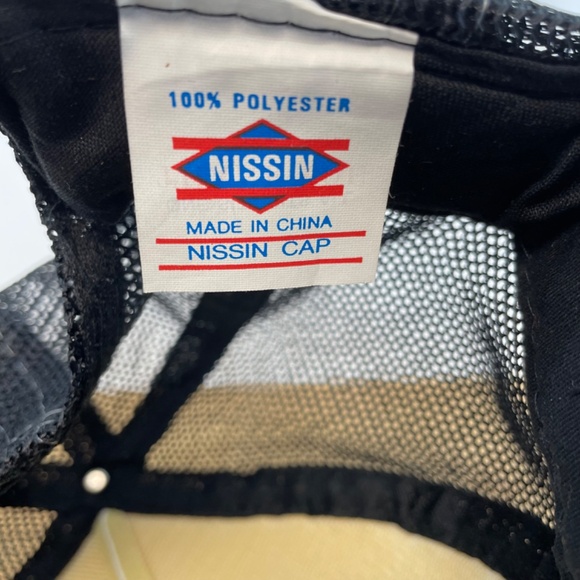 100% POLYESTER
NISSIN
MADE IN CHINA
NISSIN CAP